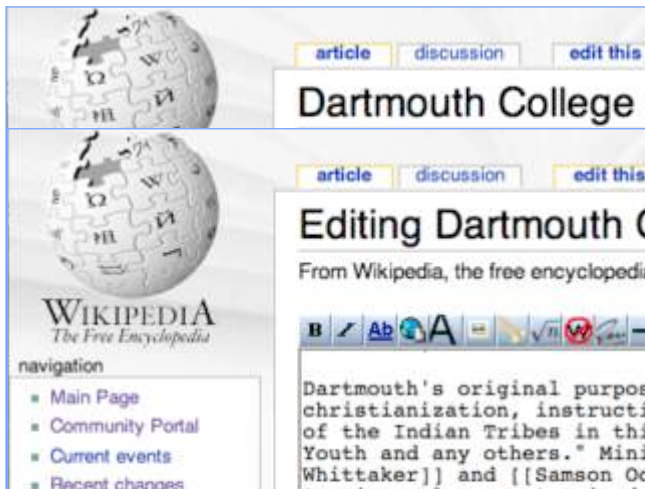 article discussion edit this
Dartmouth College
article discussion edit this
Editing Dartmouth
From Wikipedia, the free encyclopedia
WIKIPEDIA
The Free Encyclopedia
navigation
Main Page
Community Portal
Current events
Recent changes
B I Ab A √n W
Dartmouth's original purpos
christianization, instructi
of the Indian Tribes in thi
Youth and any others." Mini
Whittaker]] and [[Samson Oc